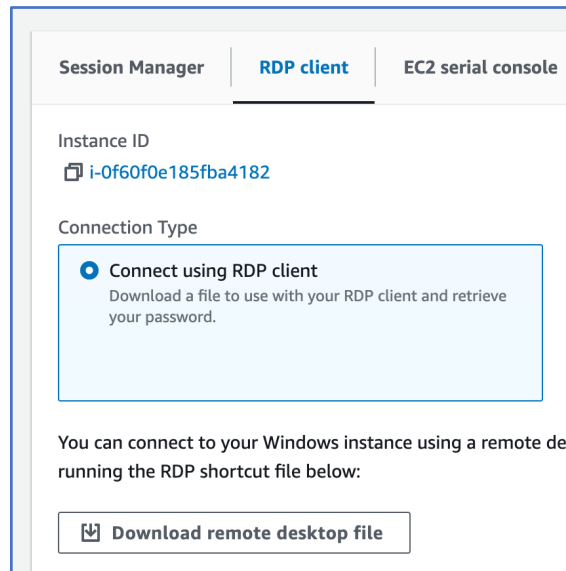 Session Manager
RDP client
EC2 serial console
Instance ID
i-0f60f0e185fba4182
Connection Type
Connect using RDP client
Download a file to use with your RDP client and retrieve
your password.
You can connect to your Windows instance using a remote de
running the RDP shortcut file below:
Download remote desktop file